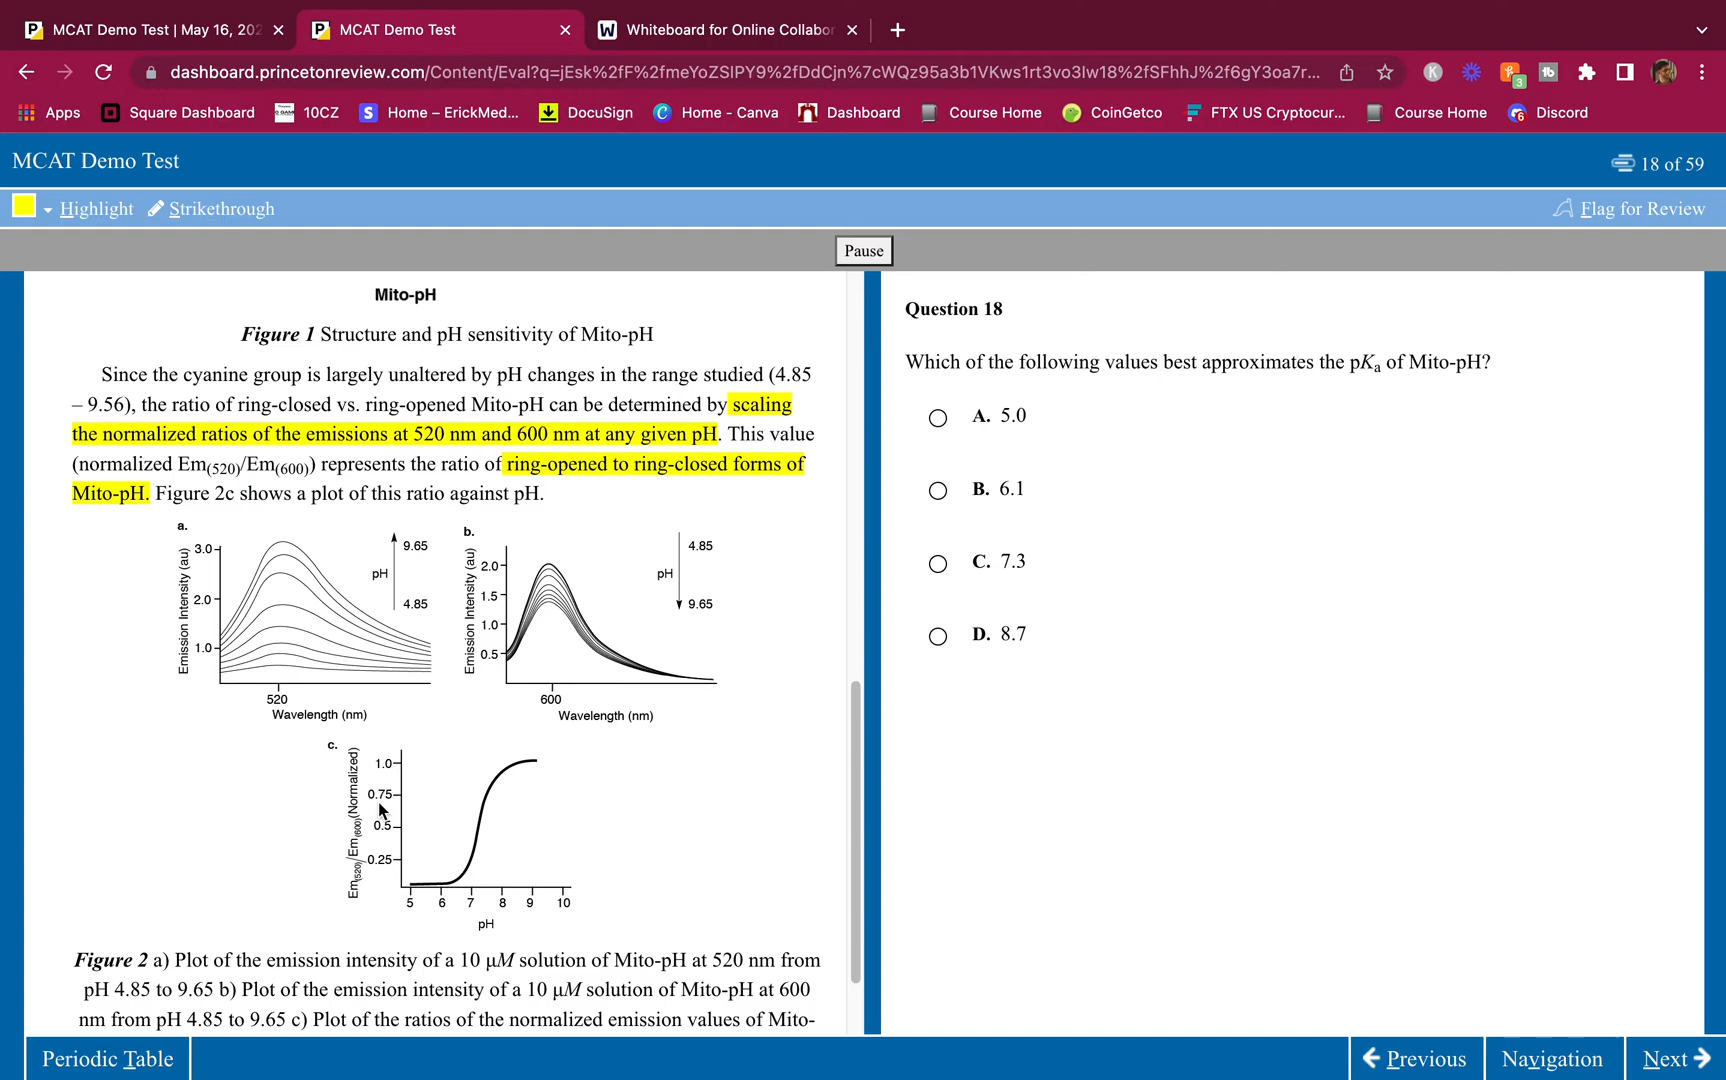 MCAT Demo Test | May 16, 202
MCAT Demo Test
Whiteboard for Online Collabor
dashboard.princetonreview.com/Content/Eval?q=jEsk%2fF%2fmeYoZSIPY9%2fDdCjn%7cWQz95a3b1VKws1rt3vo3Iw18%2fSFhhJ%2f6gY3oa7r...
K
3
Apps
Square Dashboard
10CZ
Home – ErickMed...
DocuSign
Home - Canva
Dashboard
Course Home
CoinGetco
FTX US Cryptocur...
Course Home
Discord
MCAT Demo Test
18 of 59
Highlight
Strikethrough
Flag for Review
Pause
Mito-pH
Figure 1 Structure and pH sensitivity of Mito-pH
Since the cyanine group is largely unaltered by pH changes in the range studied (4.85
– 9.56), the ratio of ring-closed vs. ring-opened Mito-pH can be determined by scaling
the normalized ratios of the emissions at 520 nm and 600 nm at any given pH. This value
(normalized Em(520)/Em(600)) represents the ratio of ring-opened to ring-closed forms of
Mito-pH. Figure 2c shows a plot of this ratio against pH.
a.
Emission Intensity (au)
3.0
2.0
1.0
pH
9.65
4.85
520
Wavelength (nm)
b.
Emission Intensity (au)
2.0
1.5
1.0
0.5
pH
4.85
9.65
600
Wavelength (nm)
c.
Em(520)/Em(600)(Normalized)
1.0
0.75
0.5
0.25
5 6 7 8 9 10
pH
Figure 2 a) Plot of the emission intensity of a 10 μM solution of Mito-pH at 520 nm from
pH 4.85 to 9.65 b) Plot of the emission intensity of a 10 μM solution of Mito-pH at 600
nm from pH 4.85 to 9.65 c) Plot of the ratios of the normalized emission values of Mito-
Question 18
Which of the following values best approximates the pKa of Mito-pH?
A. 5.0
B. 6.1
C. 7.3
D. 8.7
Periodic Table
Previous
Navigation
Next